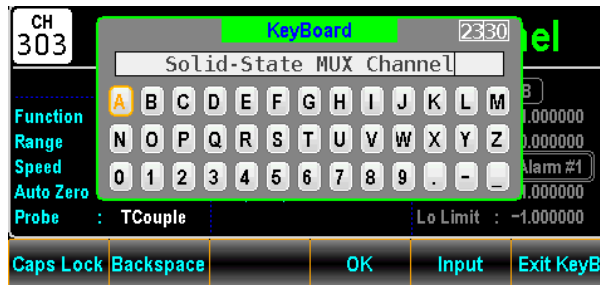 CH
303
KeyBoard
2330
nel
Solid-State MUX Channel
A B C D E F G H I J K L M
N O P Q R S T U V W X Y Z
0 1 2 3 4 5 6 7 8 9 . - _
Function
1.000000
Range
0.000000
Speed
Alarm #1
Auto Zero
1.000000
Probe : TCouple
Lo Limit : -1.000000
Caps Lock Backspace OK Input Exit KeyB